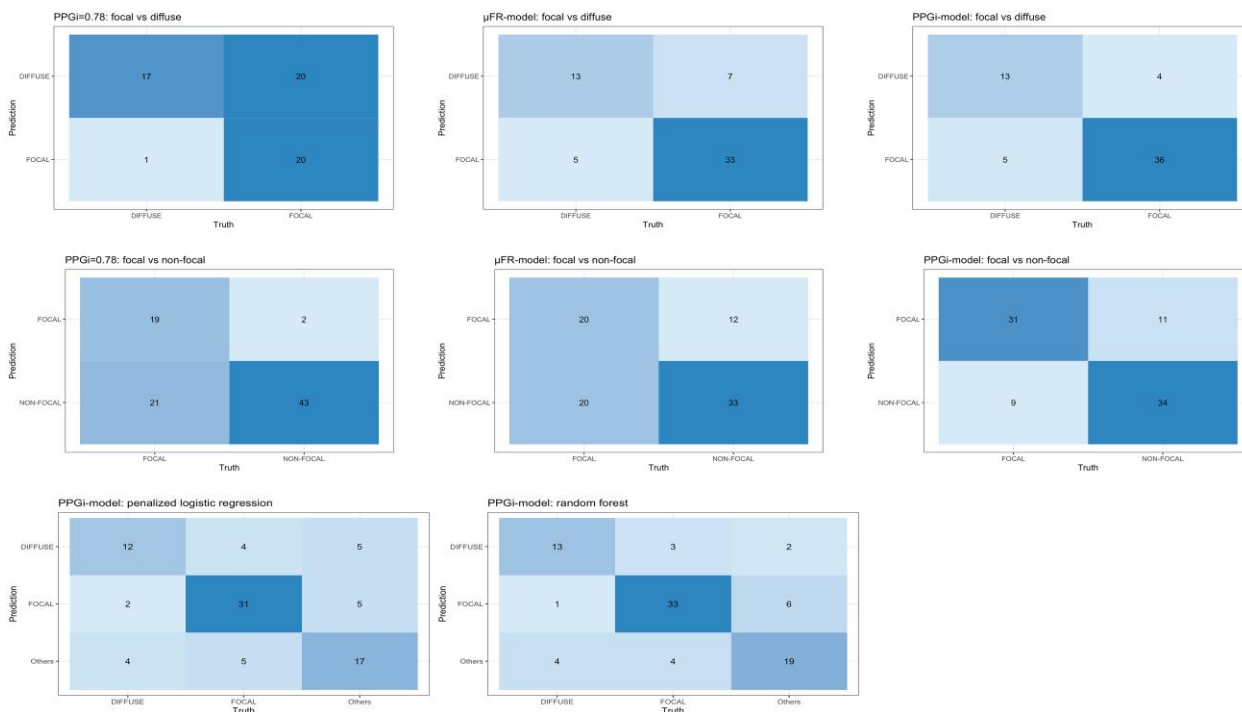 PPGi=0.78: focal vs diffuse
Prediction
DIFFUSE
17
20
FOCAL
1
20
DIFFUSE
FOCAL
Truth
µFR-model: focal vs diffuse
Prediction
DIFFUSE
13
7
FOCAL
5
33
DIFFUSE
FOCAL
Truth
PPGi-model: focal vs diffuse
Prediction
DIFFUSE
13
4
FOCAL
5
36
DIFFUSE
FOCAL
Truth
PPGi=0.78: focal vs non-focal
Prediction
FOCAL
19
2
NON-FOCAL
21
43
FOCAL
NON-FOCAL
Truth
µFR-model: focal vs non-focal
Prediction
FOCAL
20
12
NON-FOCAL
20
33
FOCAL
NON-FOCAL
Truth
PPGi-model: focal vs non-focal
Prediction
FOCAL
31
11
NON-FOCAL
9
34
FOCAL
NON-FOCAL
Truth
PPGi-model: penalized logistic regression
Prediction
DIFFUSE
12
4
5
FOCAL
2
31
5
Others
4
5
17
DIFFUSE
FOCAL
Others
Truth
PPGi-model: random forest
Prediction
DIFFUSE
13
3
2
FOCAL
1
33
6
Others
4
4
19
DIFFUSE
FOCAL
Others
Truth